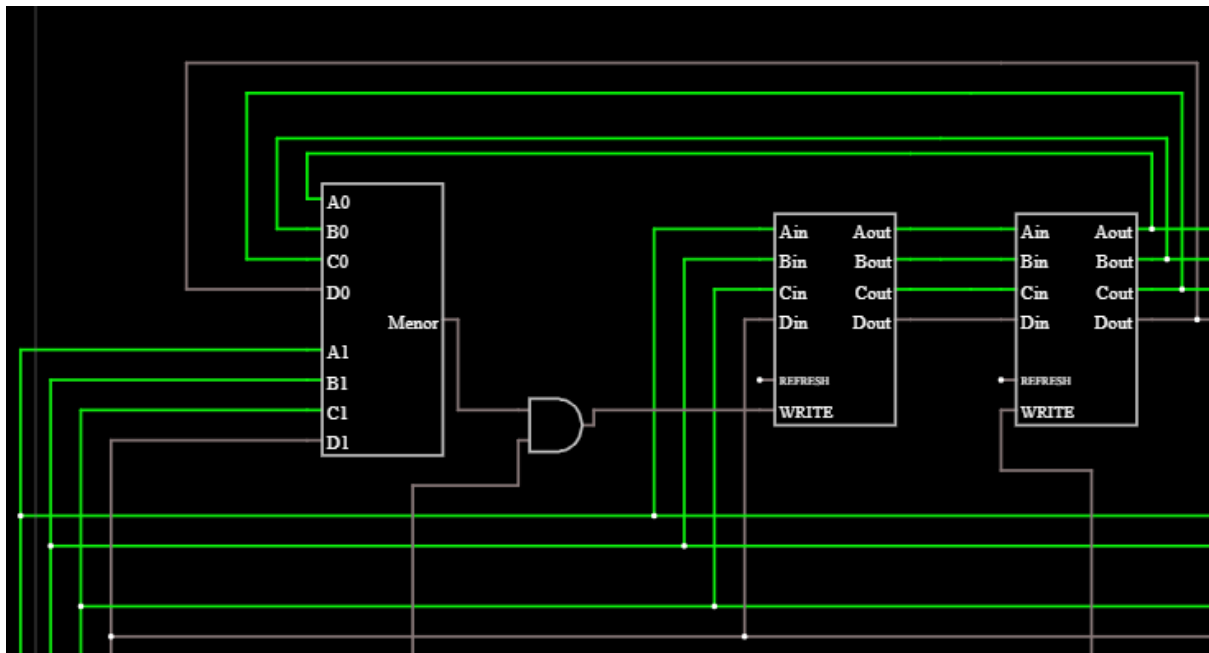 A0
B0
C0
D0
Menor
A1
B1
C1
D1
Ain Aout
Bin Bout
Cin Cout
Din Dout
REFRESH
WRITE
Ain Aout
Bin Bout
Cin Cout
Din Dout
REFRESH
WRITE